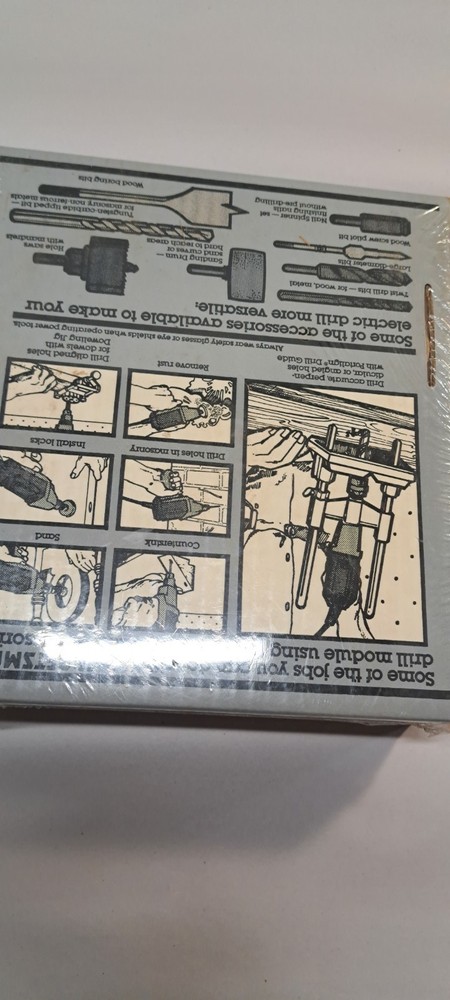 Some of the jobs you
drill module using
Countersink
Sand
Drill holes in masonry
Install locks
Drill accurate, perpen-
dicular, or angled holes
with Portalign® Drill Guide
Remove rust
Drill aligned holes
for dowels with
Doweling Jig
Always wear safety glasses or eye shields when operating power tools
Some of the accessories available to make your
electric drill more versatile.
Twist drill bits — for wood, metal
Large-diameter
bits
Wood screw pilot bit
Nail Spinner — set
finishing nails
without pre-drilling
Sanding Drum —
sand curves or
hard to reach areas
Hole saws
with mandrels
Tungsten-carbide tipped bit —
for masonry, non-ferrous metals
Wood boring bits